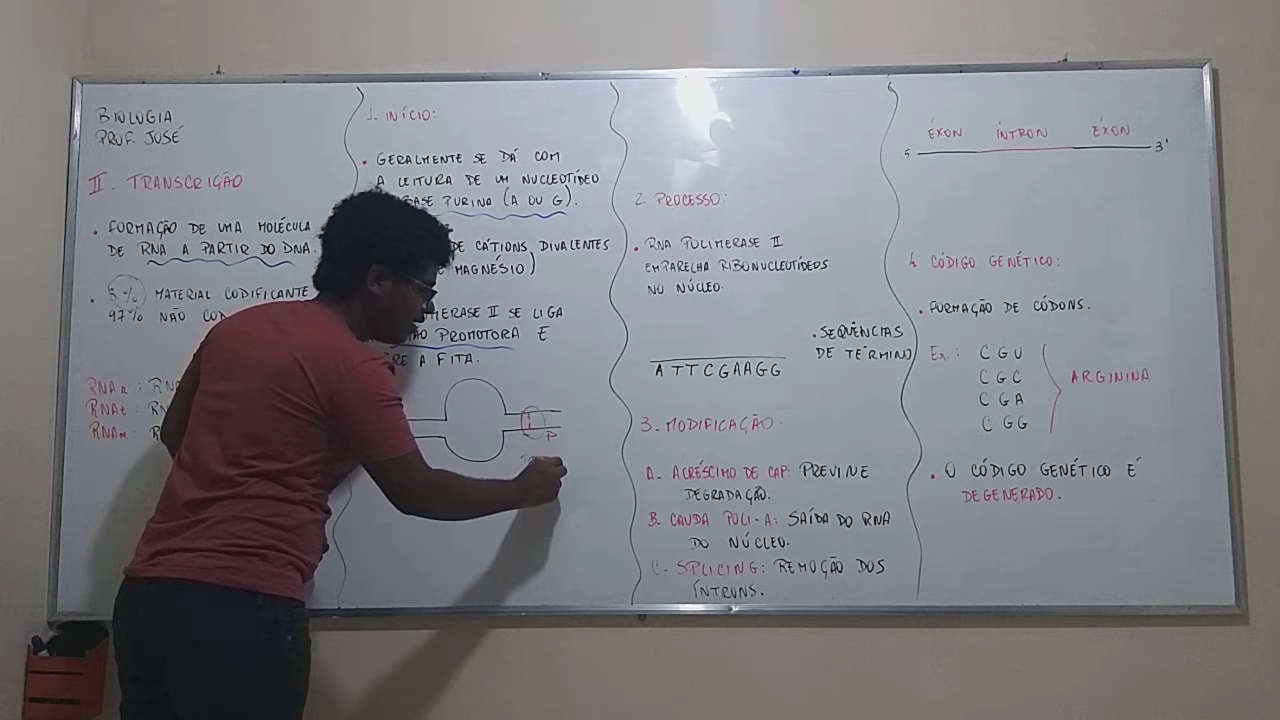 BIOLOGIA
PROF. JOSÉ
II. TRANSCRIÇÃO
• FORMAÇÃO DE UMA MOLÉCULA
DE RNA A PARTIR DO DNA.
• 3% MATERIAL CODIFICANTE
97% NÃO COD
RNAr: RNA
RNAt: RN
RNAm: R
1. INÍCIO:
• GERALMENTE SE DÁ COM
A LEITURA DE UM NUCLEOTÍDEO
BASE PURINA (A OU G).
DE CÁTIONS DIVALENTES
E MAGNÉSIO)
MERASE II SE LIGA
PROMOTORA E
RE A FITA.
P
2. PROCESSO:
• RNA POLIMERASE II
EMPARELHA RIBONUCLEOTÍDEOS
NO NÚCLEO.
• SEQUÊNCIAS
DE TÉRMINO
ATTCGAAGG
3. MODIFICAÇÃO:
A. ACRÉSCIMO DE CAP: PREVINE
DEGRADAÇÃO.
B. CAUDA POLI-A: SAÍDA DO RNA
DO NÚCLEO.
C. SPLICING: REMOÇÃO DOS
ÍNTRONS.
ÉXON ÍNTRON ÉXON
5' 3'
4. CÓDIGO GENÉTICO:
• FORMAÇÃO DE CÓDONS.
Ex.: CGU
CGC
CGA
CGG
ARGININA
• O CÓDIGO GENÉTICO É
DEGENERADO.